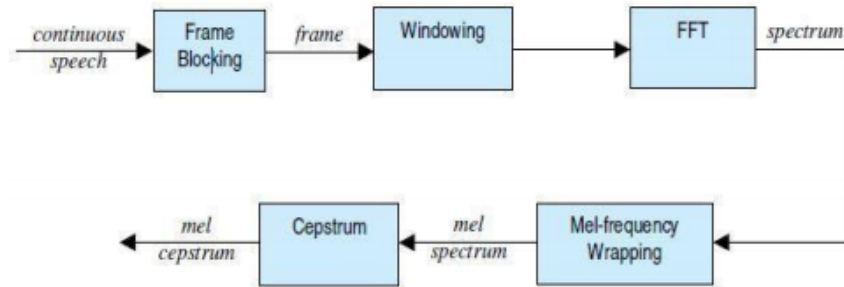 continuous
speech
Frame
Blocking
frame
Windowing
FFT
spectrum
mel
cepstrum
Cepstrum
mel
spectrum
Mel-frequency
Wrapping